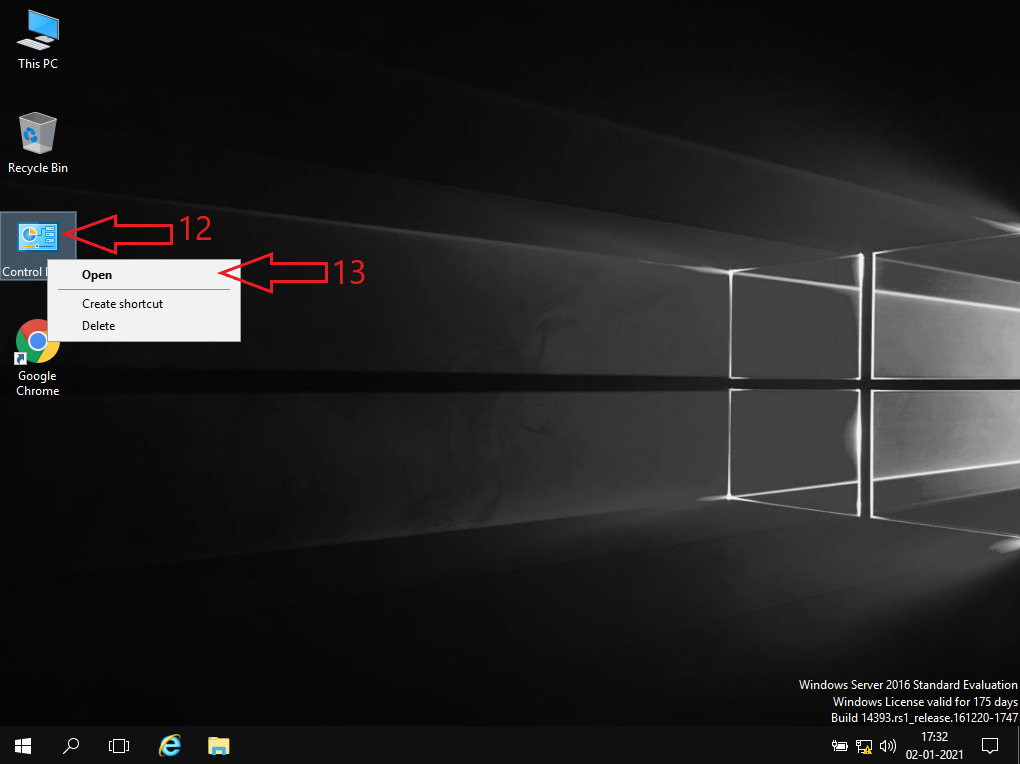 This PC
Recycle Bin
12
Control
Open
13
Create shortcut
Delete
Google
Chrome
Windows Server 2016 Standard Evaluation
Windows License valid for 175 days
Build 14393.rs1_release.161220-1747
17:32
02-01-2021